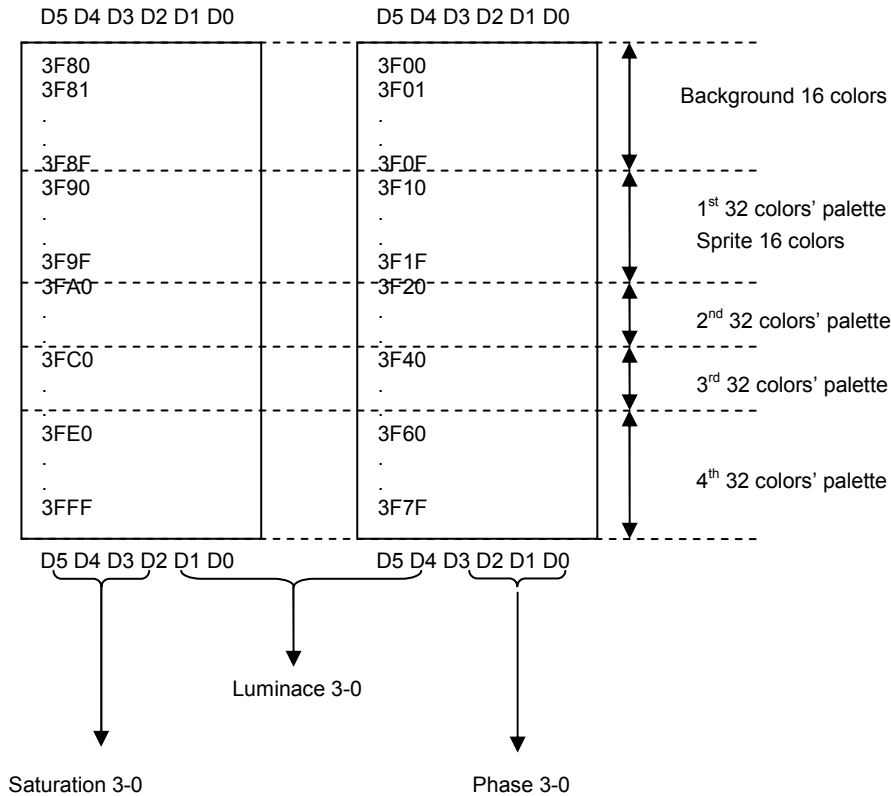 D5 D4 D3 D2 D1 D0 D5 D4 D3 D2 D1 D0
3F80 3F00
3F81 3F01
Background 16 colors
. .
. .
3F8F 3F0F
3F90 3F10
1st 32 colors’ palette
. .
Sprite 16 colors
. .
3F9F 3F1F
3FA0 3F20
. .
2nd 32 colors’ palette
. .
3FC0 3F40
. .
3rd 32 colors’ palette
. .
3FE0 3F60
. .
4th 32 colors’ palette
. .
3FFF 3F7F
D5 D4 D3 D2 D1 D0 D5 D4 D3 D2 D1 D0
Luminace 3-0
Saturation 3-0 Phase 3-0